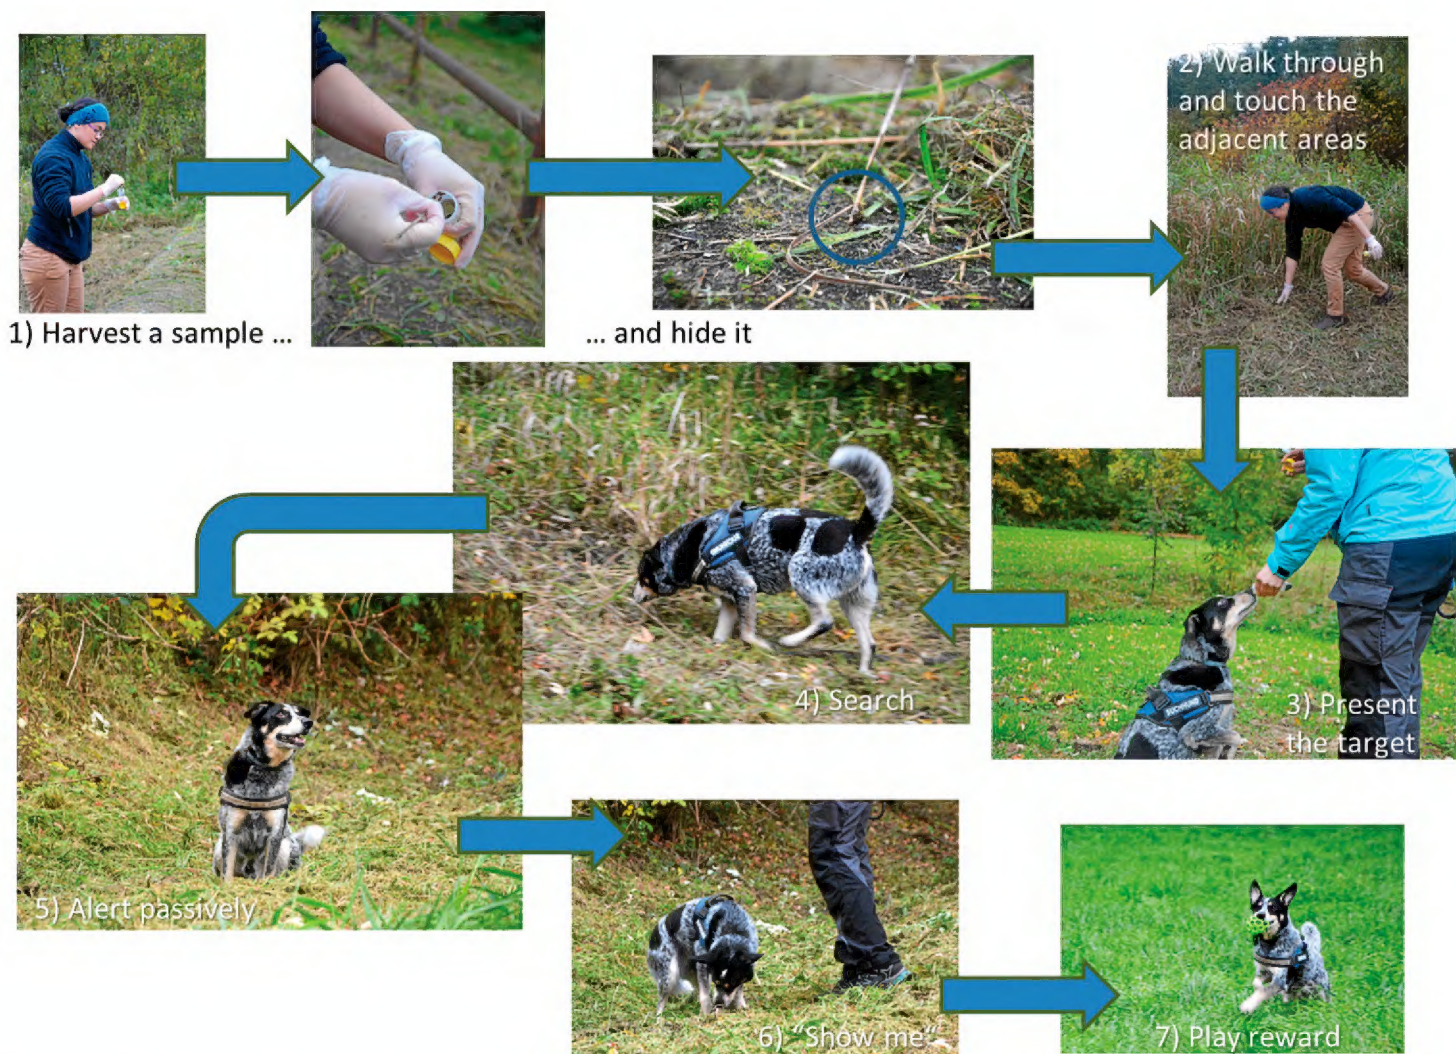 1) Harvest a sample ...
... and hide it
2) Walk through
and touch the
adjacent areas
3) Present
the target
SUCHHUND
4) Search
5) Alert passively
6) “Show me“
7) Play reward